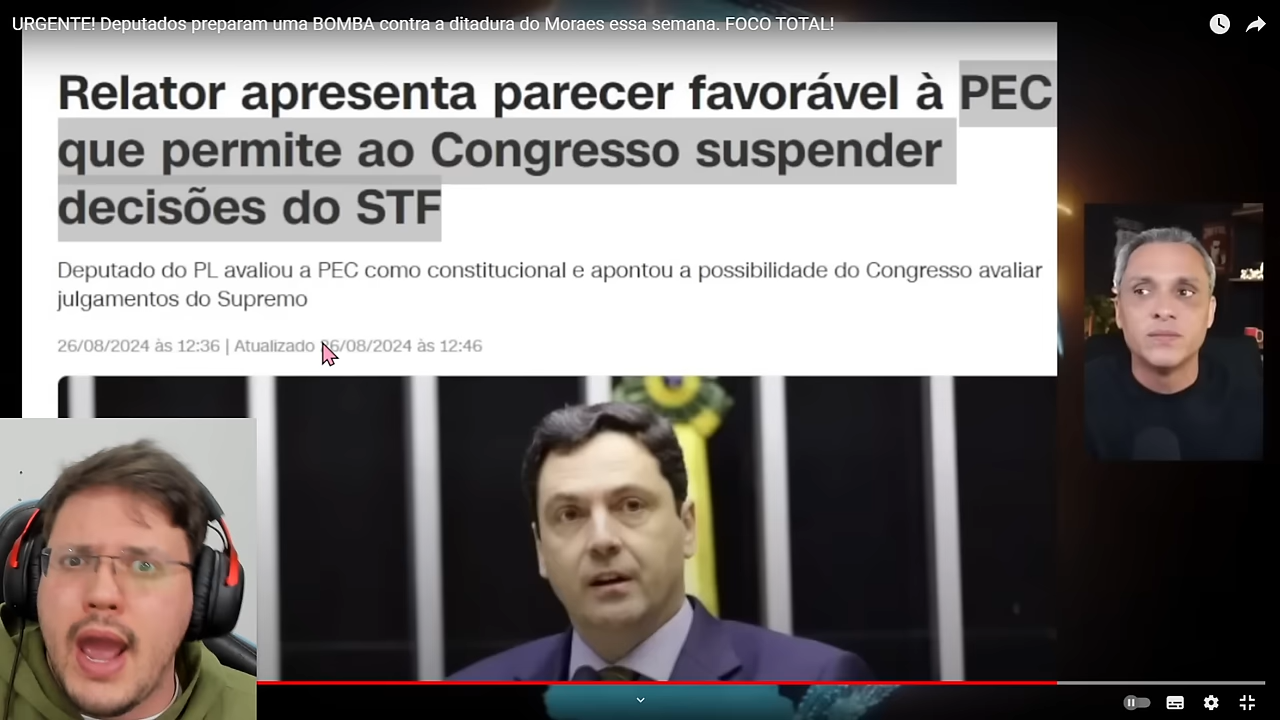 URGENTE! Deputados preparam uma BOMBA contra a ditadura do Moraes essa semana. FOCO TOTAL!
Relator apresenta parecer favorável à PEC
que permite ao Congresso suspender
decisões do STF
Deputado do PL avaliou a PEC como constitucional e apontou a possibilidade do Congresso avaliar
julgamentos do Supremo
26/08/2024 às 12:36 | Atualizado 26/08/2024 às 12:46